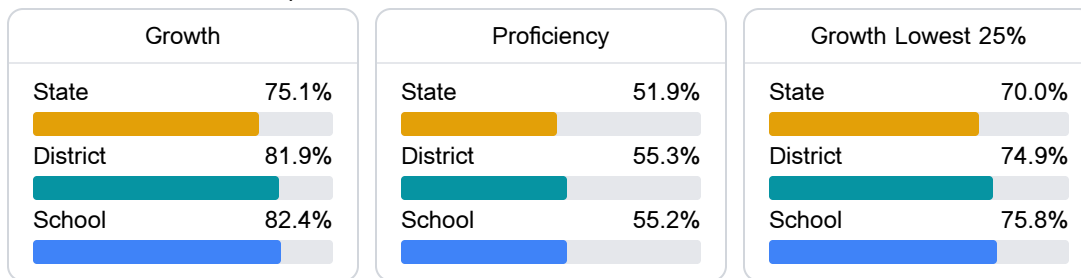 Growth
State 75.1%
District 81.9%
School 82.4%
Proficiency
State 51.9%
District 55.3%
School 55.2%
Growth Lowest 25%
State 70.0%
District 74.9%
School 75.8%